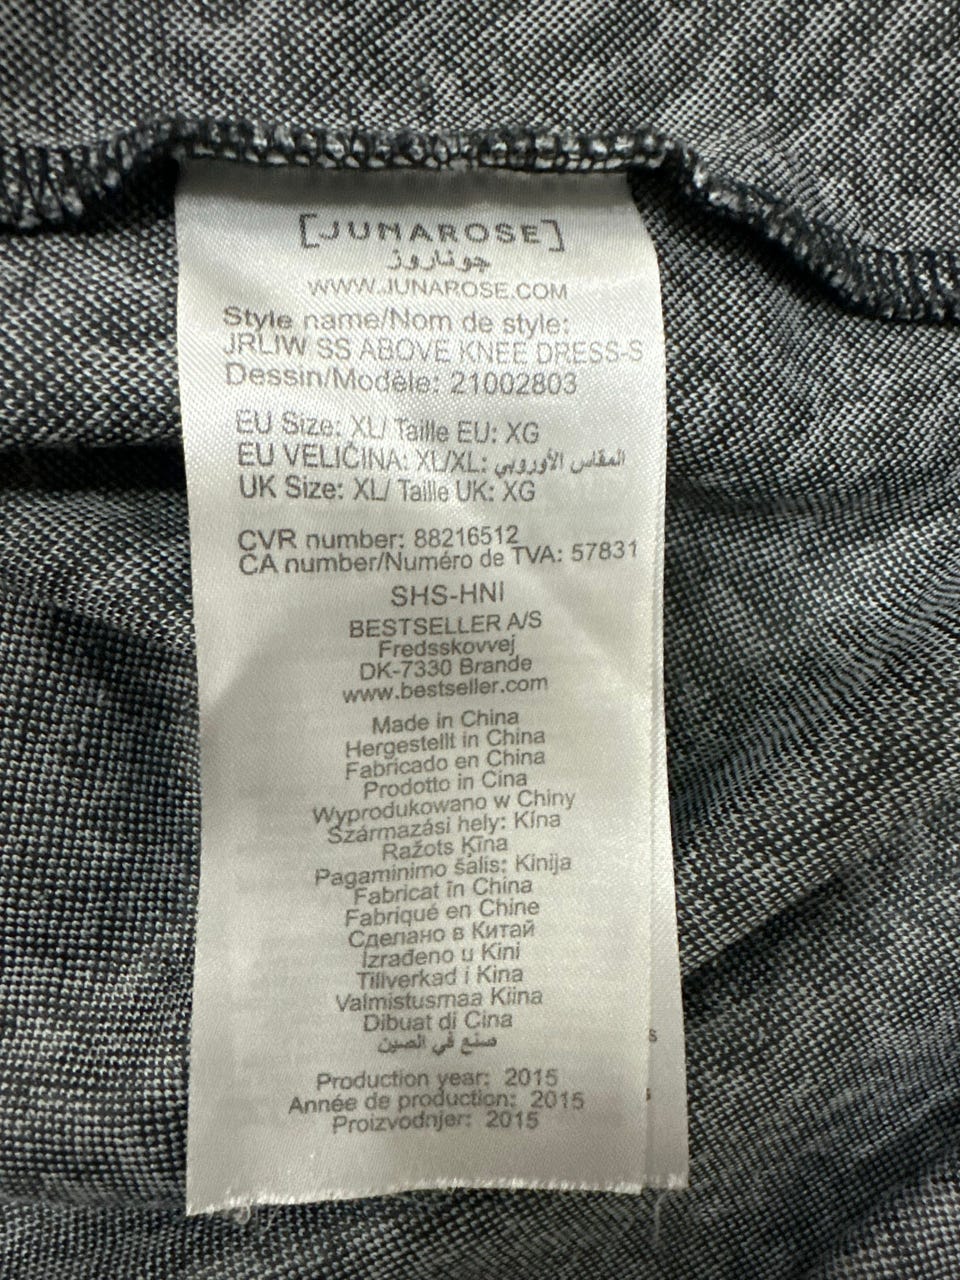 [JUNAROSE]
جوناروز
WWW.JUNAROSE.COM
Style name/Nom de style:
JRLIW SS ABOVE KNEE DRESS-S
Dessin/Modèle: 21002803
EU Size: XL/ Taille EU: XG
EU VELIČINA: XL/XL: المقاس الأوروبي
UK Size: XL/ Taille UK: XG
CVR number: 88216512
CA number/Numéro de TVA: 57831
SHS-HNI
BESTSELLER A/S
Fredsskovvej
DK-7330 Brande
www.bestseller.com
Made in China
Hergestellt in China
Fabricado en China
Prodotto in Cina
Wyprodukowano w Chiny
Származási hely: Kína
Ražots Ķīna
Pagaminimo šalis: Kinija
Fabricat în China
Fabriqué en Chine
Сделано в Китай
Izrađeno u Kini
Tillverkad i Kina
Valmistusmaa Kiina
Dibuat di Cina
صنع في الصين
Production year: 2015
Année de production: 2015
Proizvodnjer: 2015